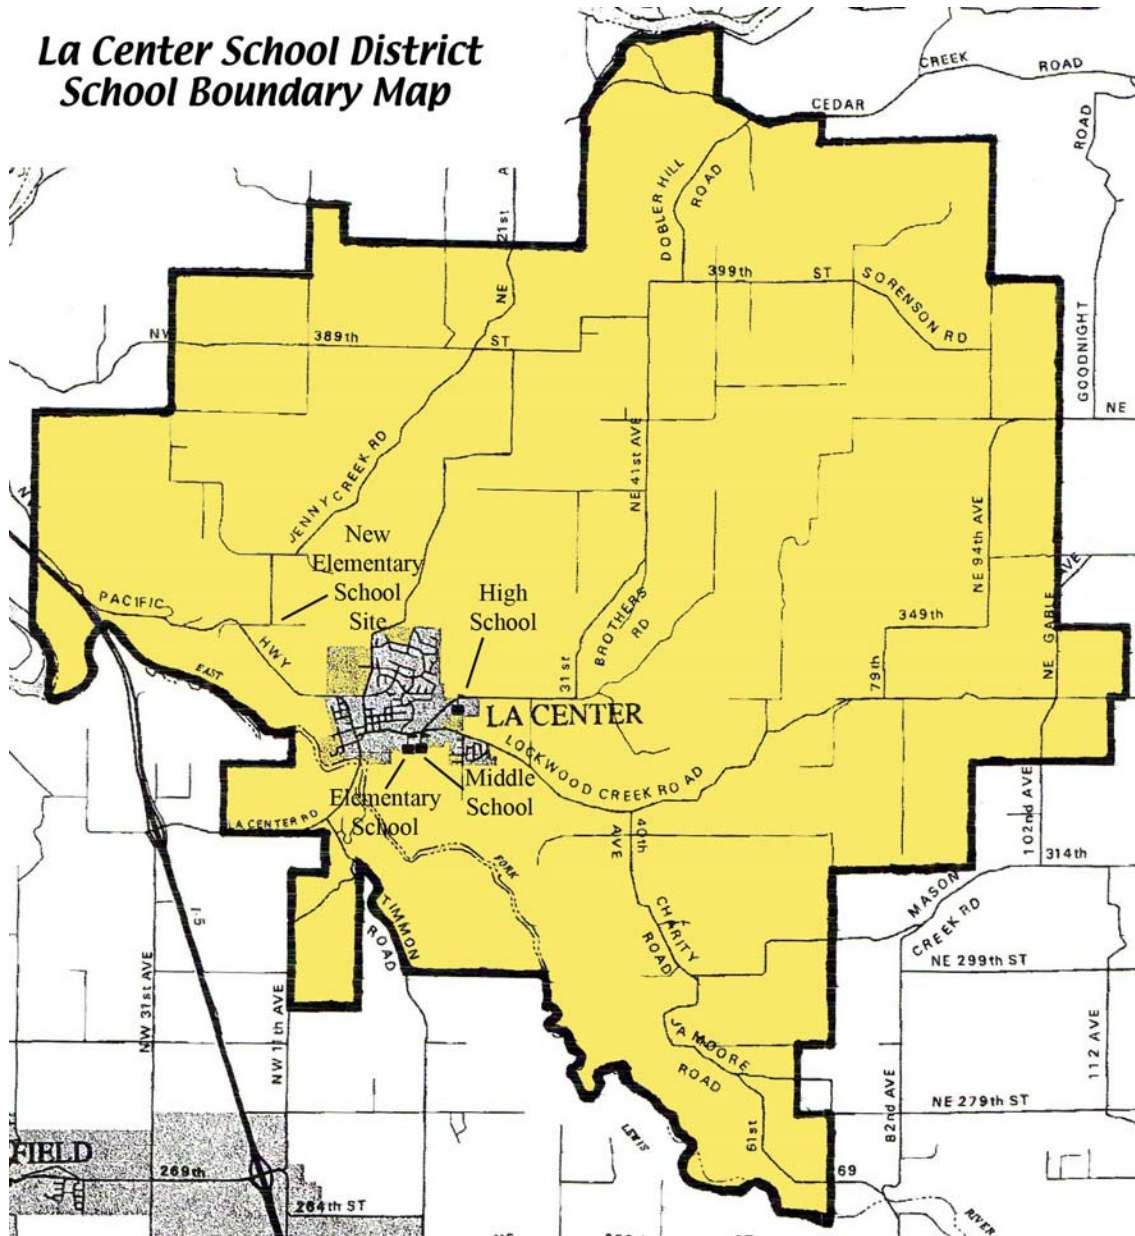 La Center School District
School Boundary Map
CREEK ROAD
CEDAR
ROAD
GOODNIGHT
DOBLER HILL
ROAD
NE 21st A
399th ST
SORENSON RD
NW
389th ST
NE
NE 41st AVE
JENNY CREEK RD
NE 94th AVE
New
Elementary
School
Site
High
School
AVE
PACIFIC
HWY
BROTHERS
RD
349th
NE GABLE
EAST
31st
79th
LA CENTER
LOCKWOOD CREEK ROAD
Middle
School
Elementary
School
LA CENTER RD
102nd AVE
40th
AVE
314th
FORK
MASON
CREEK RD
I-5
TIMMON
ROAD
CHARITY
ROAD
NE 299th ST
NW 31st AVE
NW 11th AVE
JA MOORE
ROAD
112 AVE
82nd AVE
NE 279th ST
LEWIS
61st
FIELD
269th
69
264th ST
RIVER
NE
ST